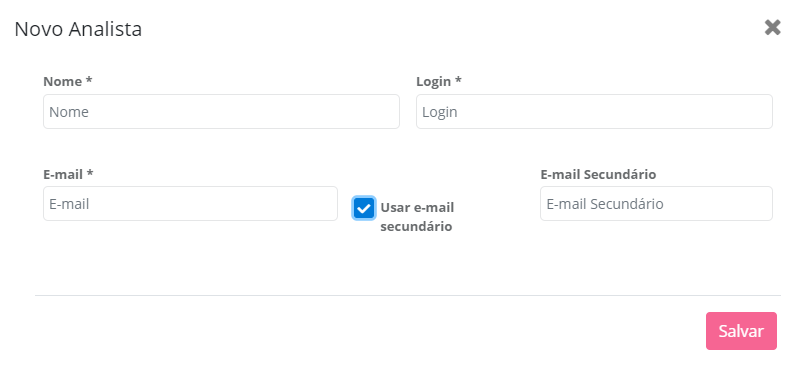 Novo Analista
Nome *
Login *
Nome
Login
E-mail *
E-mail Secundário
E-mail
Usar e-mail
secundário
E-mail Secundário
Salvar